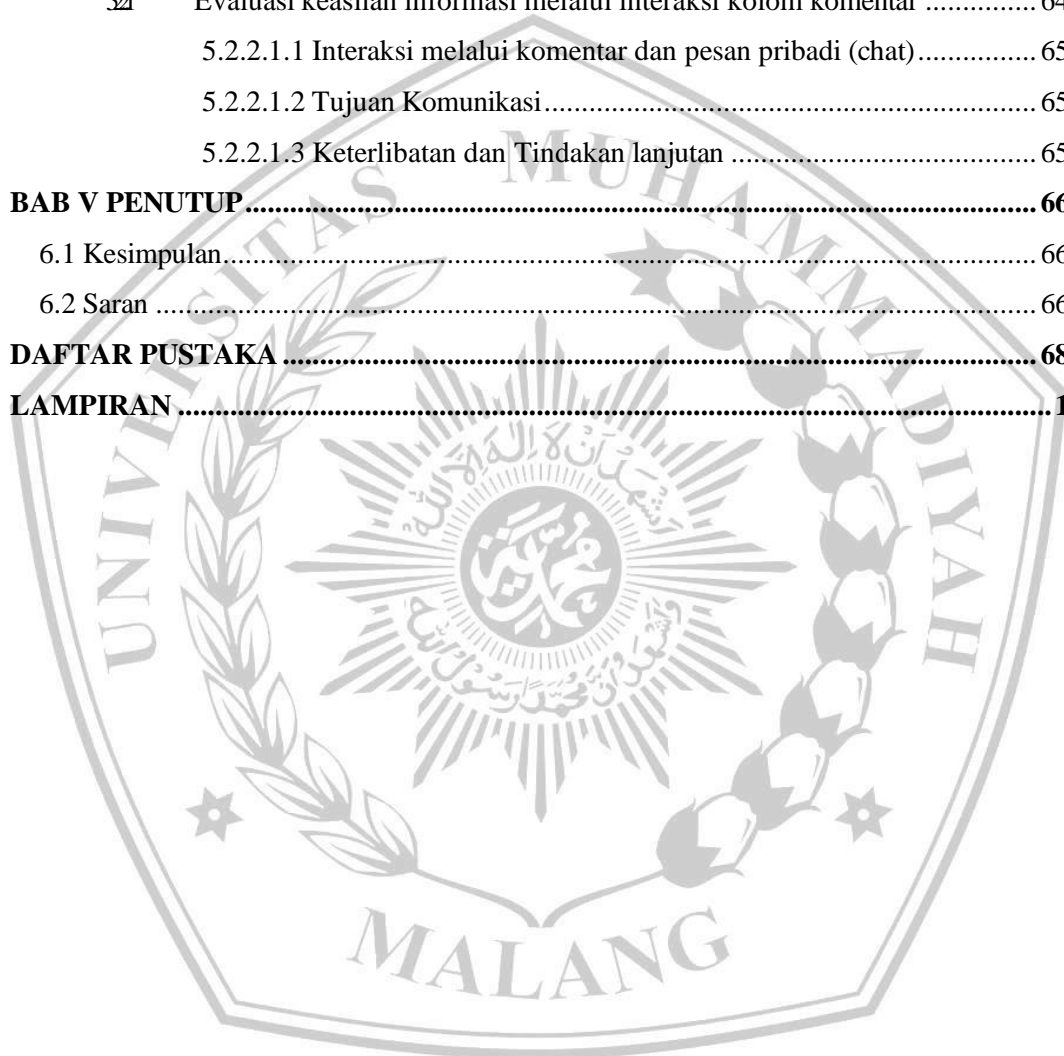 Evaluasi keaslian informasi melalui interaksi kolom komentar ................ 64
5.2.2.1.1 Interaksi melalui komentar dan pesan pribadi (chat)................ 65
5.2.2.1.2 Tujuan Komunikasi................ 65
5.2.2.1.3 Keterlibatan dan Tindakan lanjutan ................ 65
BAB V PENUTUP................ 66
6.1 Kesimpulan................ 66
6.2 Saran ................ 66
DAFTAR PUSTAKA ................ 68
LAMPIRAN ................ 1
UNIVERSITAS MUHAMMADIYAH
MALANG